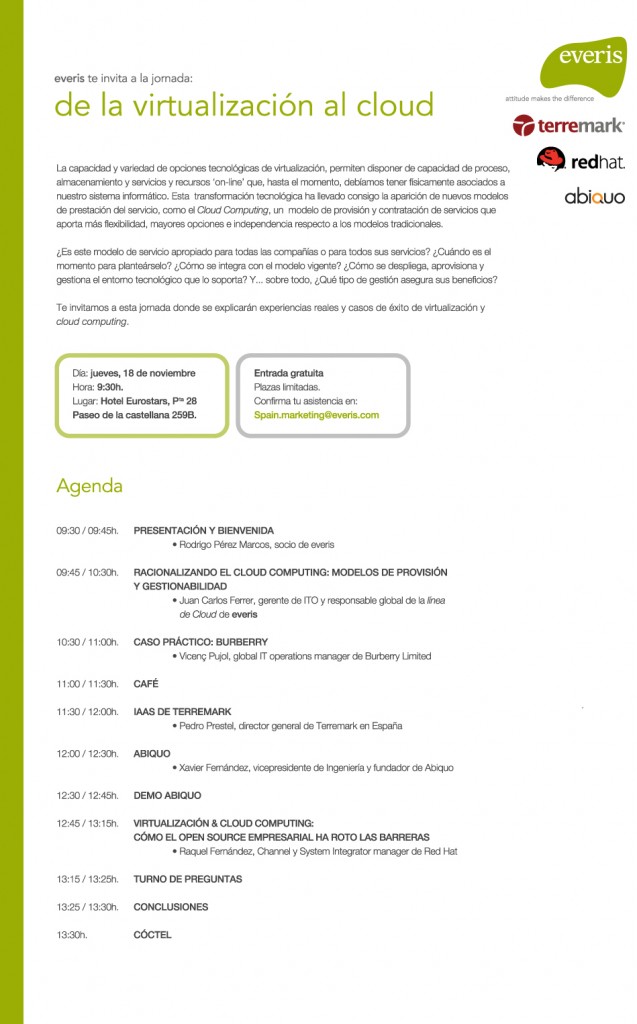 everis te invita a la jornada:
de la virtualización al cloud
everis
attitude makes the difference
terremark
redhat.
abiquo
La capacidad y variedad de opciones tecnológicas de virtualización, permiten disponer de capacidad de proceso,
almacenamiento y servicios y recursos 'on-line' que, hasta el momento, debíamos tener físicamente asociados a
nuestro sistema informático. Esta transformación tecnológica ha llevado consigo la aparición de nuevos modelos
de prestación del servicio, como el Cloud Computing, un modelo de provisión y contratación de servicios que
aporta más flexibilidad, mayores opciones e independencia respecto a los modelos tradicionales.
¿Es este modelo de servicio apropiado para todas las compañías o para todos sus servicios? ¿Cuándo es el
momento para planteárselo? ¿Cómo se integra con el modelo vigente? ¿Cómo se despliega, aprovisiona y
gestiona el entorno tecnológico que lo soporta? Y... sobre todo, ¿Qué tipo de gestión asegura sus beneficios?
Te invitamos a esta jornada donde se explicarán experiencias reales y casos de éxito de virtualización y
cloud computing.
Día: jueves, 18 de noviembre
Hora: 9:30h.
Lugar: Hotel Eurostars, Pᵗᵃ 28
Paseo de la castellana 259B.
Entrada gratuita
Plazas limitadas.
Confirma tu asistencia en:
Spain.marketing@everis.com
Agenda
09:30 / 09:45h. PRESENTACIÓN Y BIENVENIDA
• Rodrigo Pérez Marcos, socio de everis
09:45 / 10:30h. RACIONALIZANDO EL CLOUD COMPUTING: MODELOS DE PROVISIÓN
Y GESTIONABILIDAD
• Juan Carlos Ferrer, gerente de ITO y responsable global de la línea
de Cloud de everis
10:30 / 11:00h. CASO PRÁCTICO: BURBERRY
• Vicenç Pujol, global IT operations manager de Burberry Limited
11:00 / 11:30h. CAFÉ
11:30 / 12:00h. IAAS DE TERREMARK
• Pedro Prestel, director general de Terremark en España
12:00 / 12:30h. ABIQUO
• Xavier Fernández, vicepresidente de Ingeniería y fundador de Abiquo
12:30 / 12:45h. DEMO ABIQUO
12:45 / 13:15h. VIRTUALIZACIÓN & CLOUD COMPUTING:
CÓMO EL OPEN SOURCE EMPRESARIAL HA ROTO LAS BARRERAS
• Raquel Fernández, Channel y System Integrator manager de Red Hat
13:15 / 13:25h. TURNO DE PREGUNTAS
13:25 / 13:30h. CONCLUSIONES
13:30h. CÓCTEL